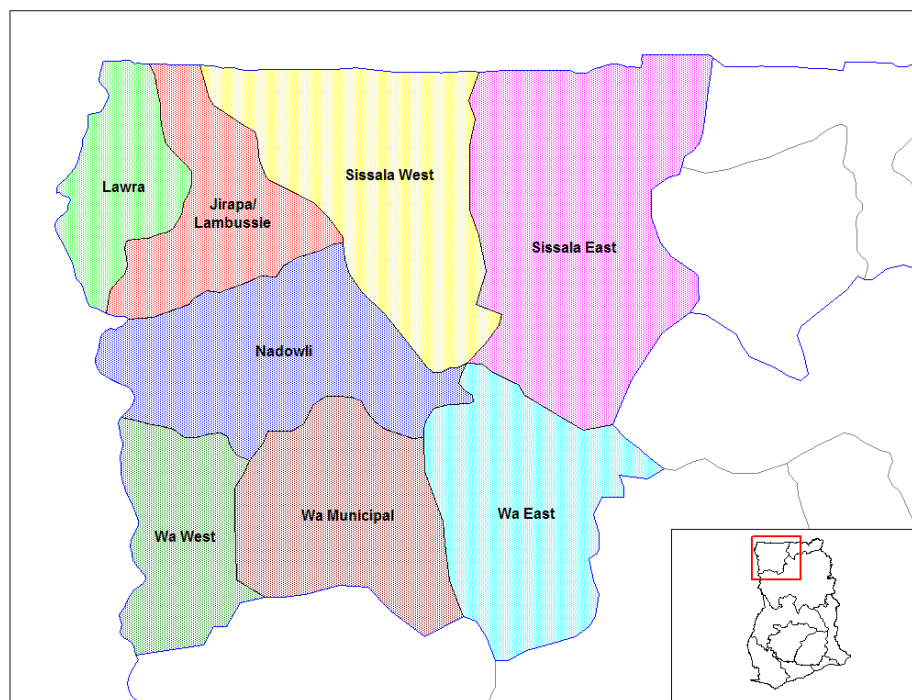 Lawra
Jirapa/
Lambussie
Sissala West
Sissala East
Nadowli
Wa West
Wa Municipal
Wa East